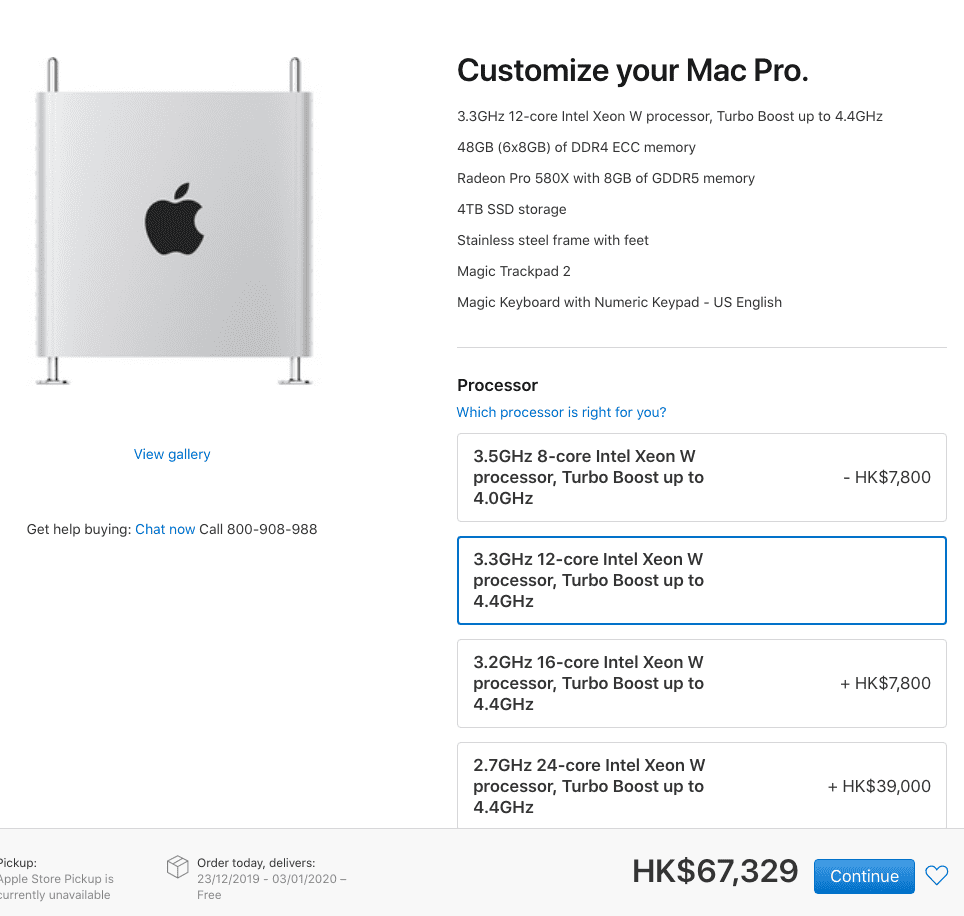 Customize your Mac Pro.
3.3GHz 12-core Intel Xeon W processor, Turbo Boost up to 4.4GHz
48GB (6x8GB) of DDR4 ECC memory
Radeon Pro 580X with 8GB of GDDR5 memory
4TB SSD storage
Stainless steel frame with feet
Magic Trackpad 2
Magic Keyboard with Numeric Keypad - US English
View gallery
Get help buying: Chat now Call 800-908-988
Processor
Which processor is right for you?
3.5GHz 8-core Intel Xeon W
processor, Turbo Boost up to
4.0GHz
- HK$7,800
3.3GHz 12-core Intel Xeon W
processor, Turbo Boost up to
4.4GHz
3.2GHz 16-core Intel Xeon W
processor, Turbo Boost up to
4.4GHz
+ HK$7,800
2.7GHz 24-core Intel Xeon W
processor, Turbo Boost up to
4.4GHz
+ HK$39,000
Pickup:
Apple Store Pickup is
currently unavailable
Order today, delivers:
23/12/2019 - 03/01/2020 –
Free
HK$67,329
Continue